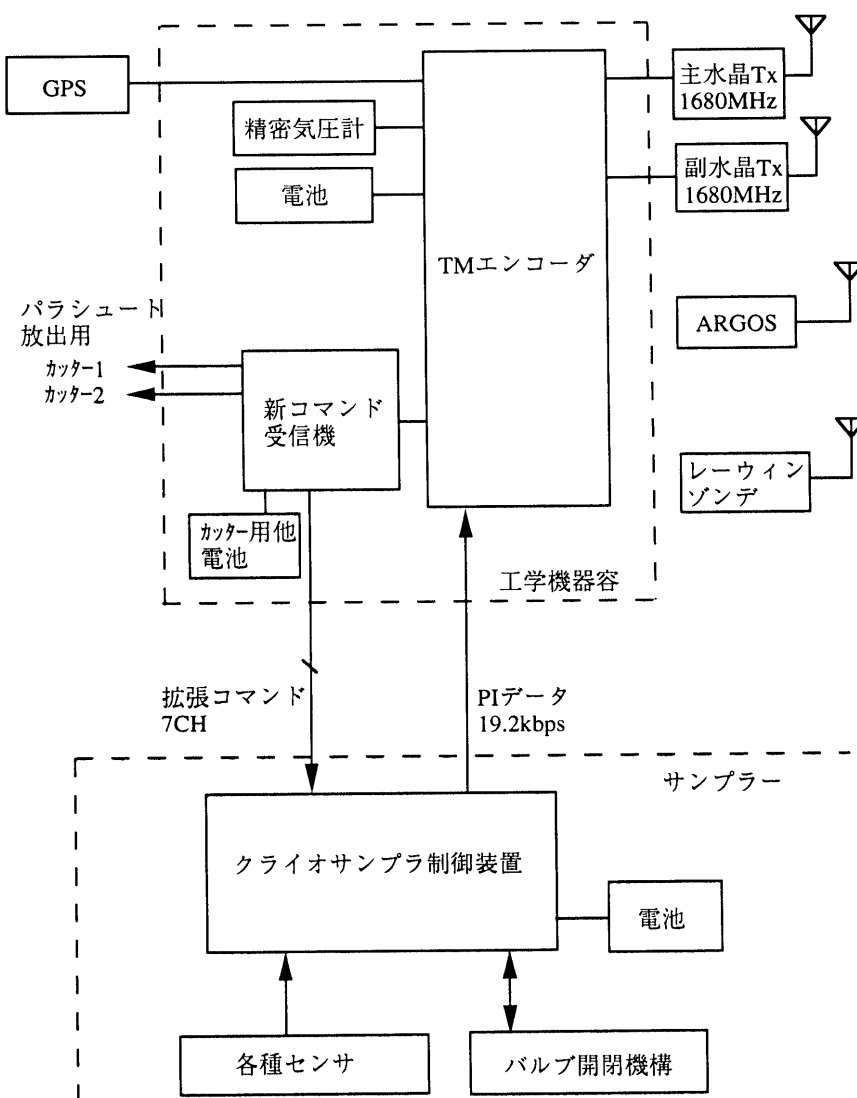 GPS
精密気圧計
電池
TMエンコーダ
主水晶Tx
1680MHz
副水晶Tx
1680MHz
ARGOS
レーウィン
ゾンデ
パラシュート
放出用
カッター1
カッター2
新コマンド
受信機
カッター用他
電池
工学機器容
拡張コマンド
7CH
PIデータ
19.2kbps
サンプラー
クライオサンプラ制御装置
電池
各種センサ
バルブ開閉機構